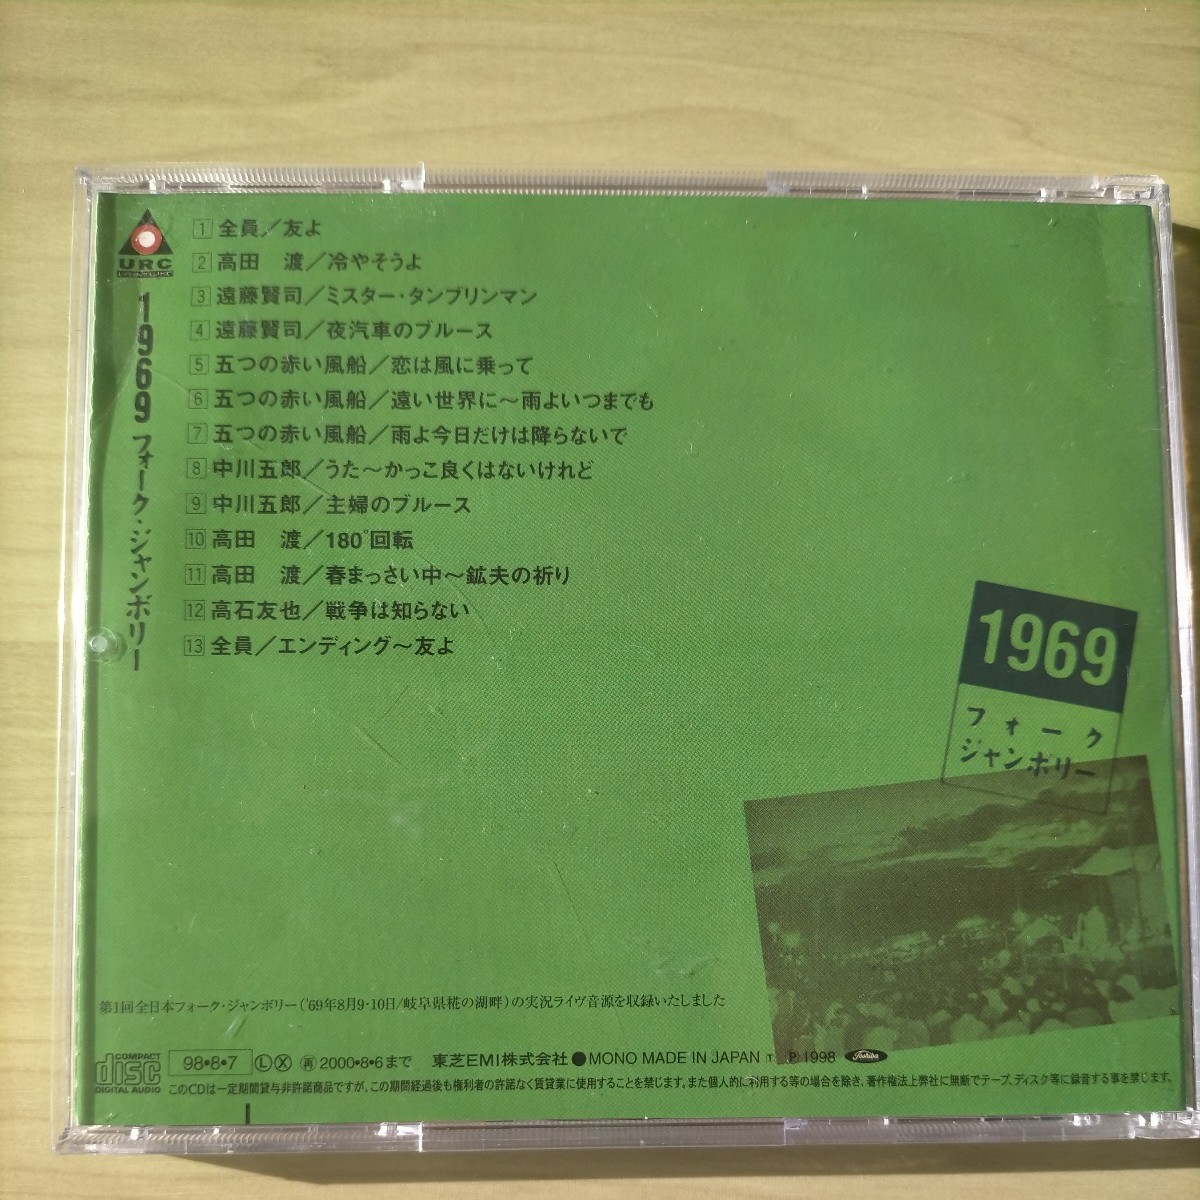 URC
1969 フォーク・ジャンボリー
1 全員／友よ
2 高田　渡／冷やそうよ
3 遠藤賢司／ミスター・タンブリンマン
4 遠藤賢司／夜汽車のブルース
5 五つの赤い風船／恋は風に乗って
6 五つの赤い風船／遠い世界に〜雨よいつまでも
7 五つの赤い風船／雨よ今日だけは降らないで
8 中川五郎／うた〜かっこ良くはないけれど
9 中川五郎／主婦のブルース
10 高田　渡／180°回転
11 高田　渡／春まっさい中〜鉱夫の祈り
12 高石友也／戦争は知らない
13 全員／エンディング〜友よ
1969
フォーク
ジャンボリー
第1回全日本フォーク・ジャンボリー('69年8月9・10日/岐阜県椛の湖畔)の実況ライヴ音源を収録いたしました
COMPACT
disc
DIGITAL AUDIO
98•8•7 Ⓛ Ⓧ ㊢ 2000•8•6まで 東芝EMI株式会社●MONO MADE IN JAPAN T Ⓟ1998 Toshiba
このCDは一定期間貸与非許諾商品ですが、この期間経過後も権利者の許諾なく賃貸業に使用することを禁じます。また個人的に利用する等の場合を除き、著作権法上弊社に無断でテープ、ディスク等に録音する事を禁じます。